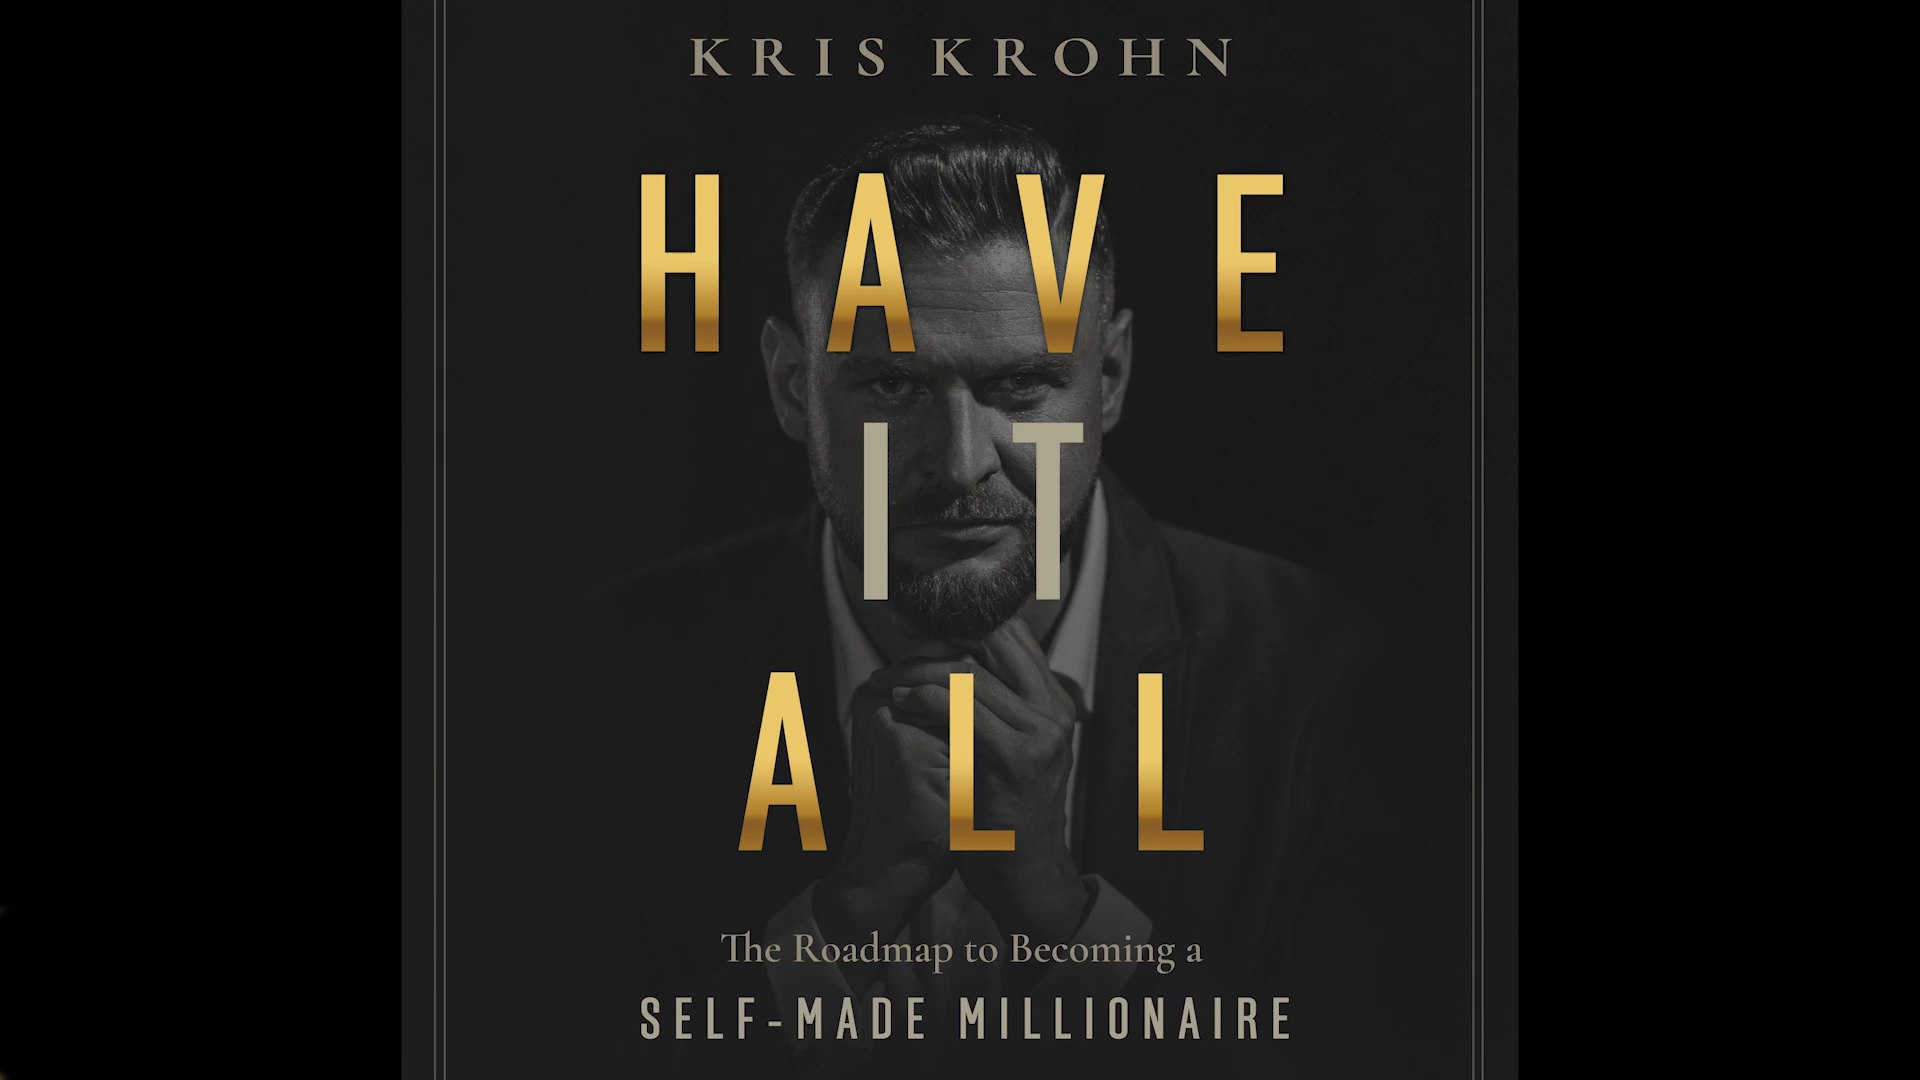 KRIS KROHN
HAVE
IT
ALL
The Roadmap to Becoming a
SELF-MADE MILLIONAIRE